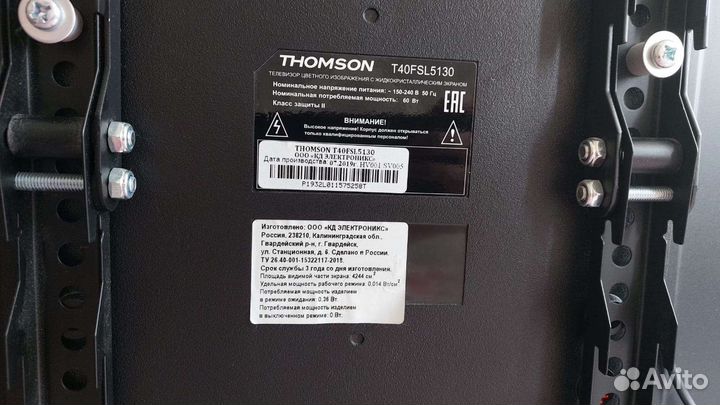 THOMSON T40FSL5130
ТЕЛЕВИЗОР ЦВЕТНОГО ИЗОБРАЖЕНИЯ С ЖИДКОКРИСТАЛЛИЧЕСКИМ ЭКРАНОМ
Номинальное напряжение питания: ~ 150-240 В 50 Гц
Номинальная потребляемая мощность: 60 Вт
Класс защиты II
EAC
ВНИМАНИЕ!
Высокое напряжение! Корпус должен открываться
только квалифицированным персоналом!
THOMSON T40FSL5130
ООО «КД ЭЛЕКТРОНИКС»
Дата производства: 07.2019г. HV001 SV005
P1932L011575258T
Изготовлено: ООО «КД ЭЛЕКТРОНИКС»
Россия, 238210, Калининградская обл.,
Гвардейский р-н, г. Гвардейск,
ул. Станционная, д. 6. Сделано в России.
ТУ 26.40-001-15322117-2018.
Срок службы 3 года со дня изготовления.
Площадь видимой части экрана: 4244 см²
Удельная мощность рабочего режима: 0,014 Вт/см²
Потребляемая мощность изделием
в режиме ожидания: 0.36 Вт.
Потребляемая мощность изделием
в выключенном режиме: 0 Вт.
Avito